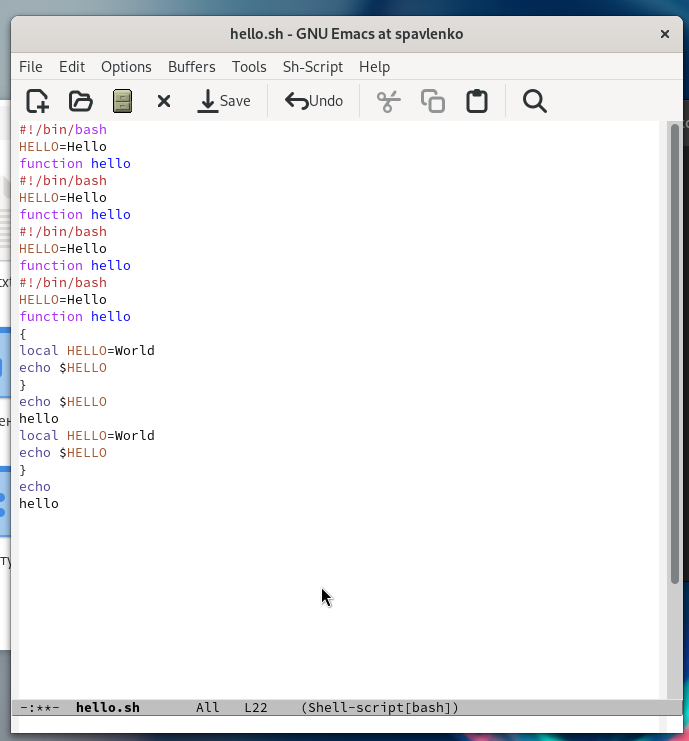 hello.sh - GNU Emacs at spavlenko
File Edit Options Buffers Tools Sh-Script Help
Save Undo
#!/bin/bash
HELLO=Hello
function hello
#!/bin/bash
HELLO=Hello
function hello
#!/bin/bash
HELLO=Hello
function hello
#!/bin/bash
HELLO=Hello
function hello
{
local HELLO=World
echo $HELLO
}
echo $HELLO
hello
local HELLO=World
echo $HELLO
}
echo
hello
-:**- hello.sh All L22 (Shell-script[bash])